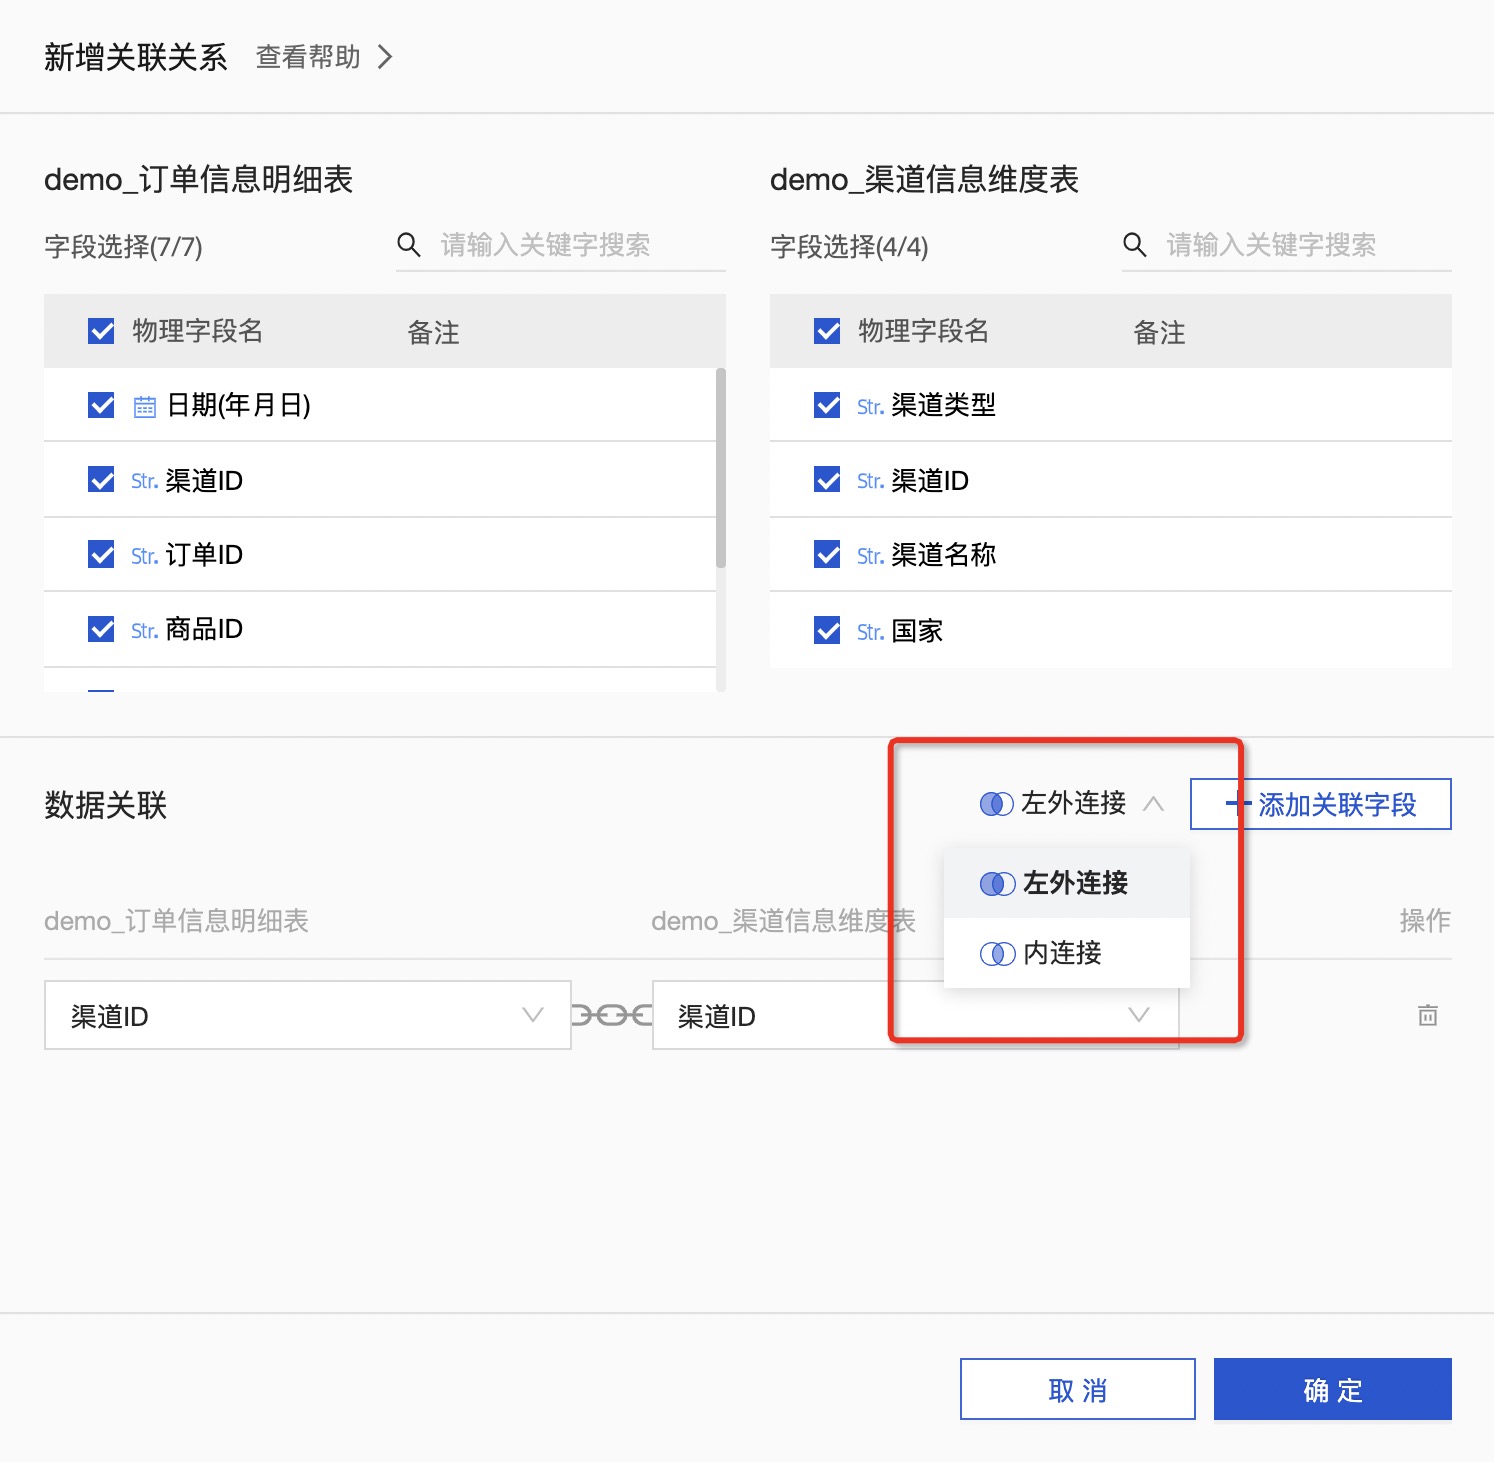 新增关联关系 查看帮助
demo_订单信息明细表
字段选择(7/7) 请输入关键字搜索
物理字段名 备注
日期(年月日)
Str. 渠道ID
Str. 订单ID
Str. 商品ID
demo_渠道信息维度表
字段选择(4/4) 请输入关键字搜索
物理字段名 备注
Str. 渠道类型
Str. 渠道ID
Str. 渠道名称
Str. 国家
数据关联 左外连接 添加关联字段
左外连接
内连接
demo_订单信息明细表 demo_渠道信息维度表 操作
渠道ID 渠道ID
取消 确定